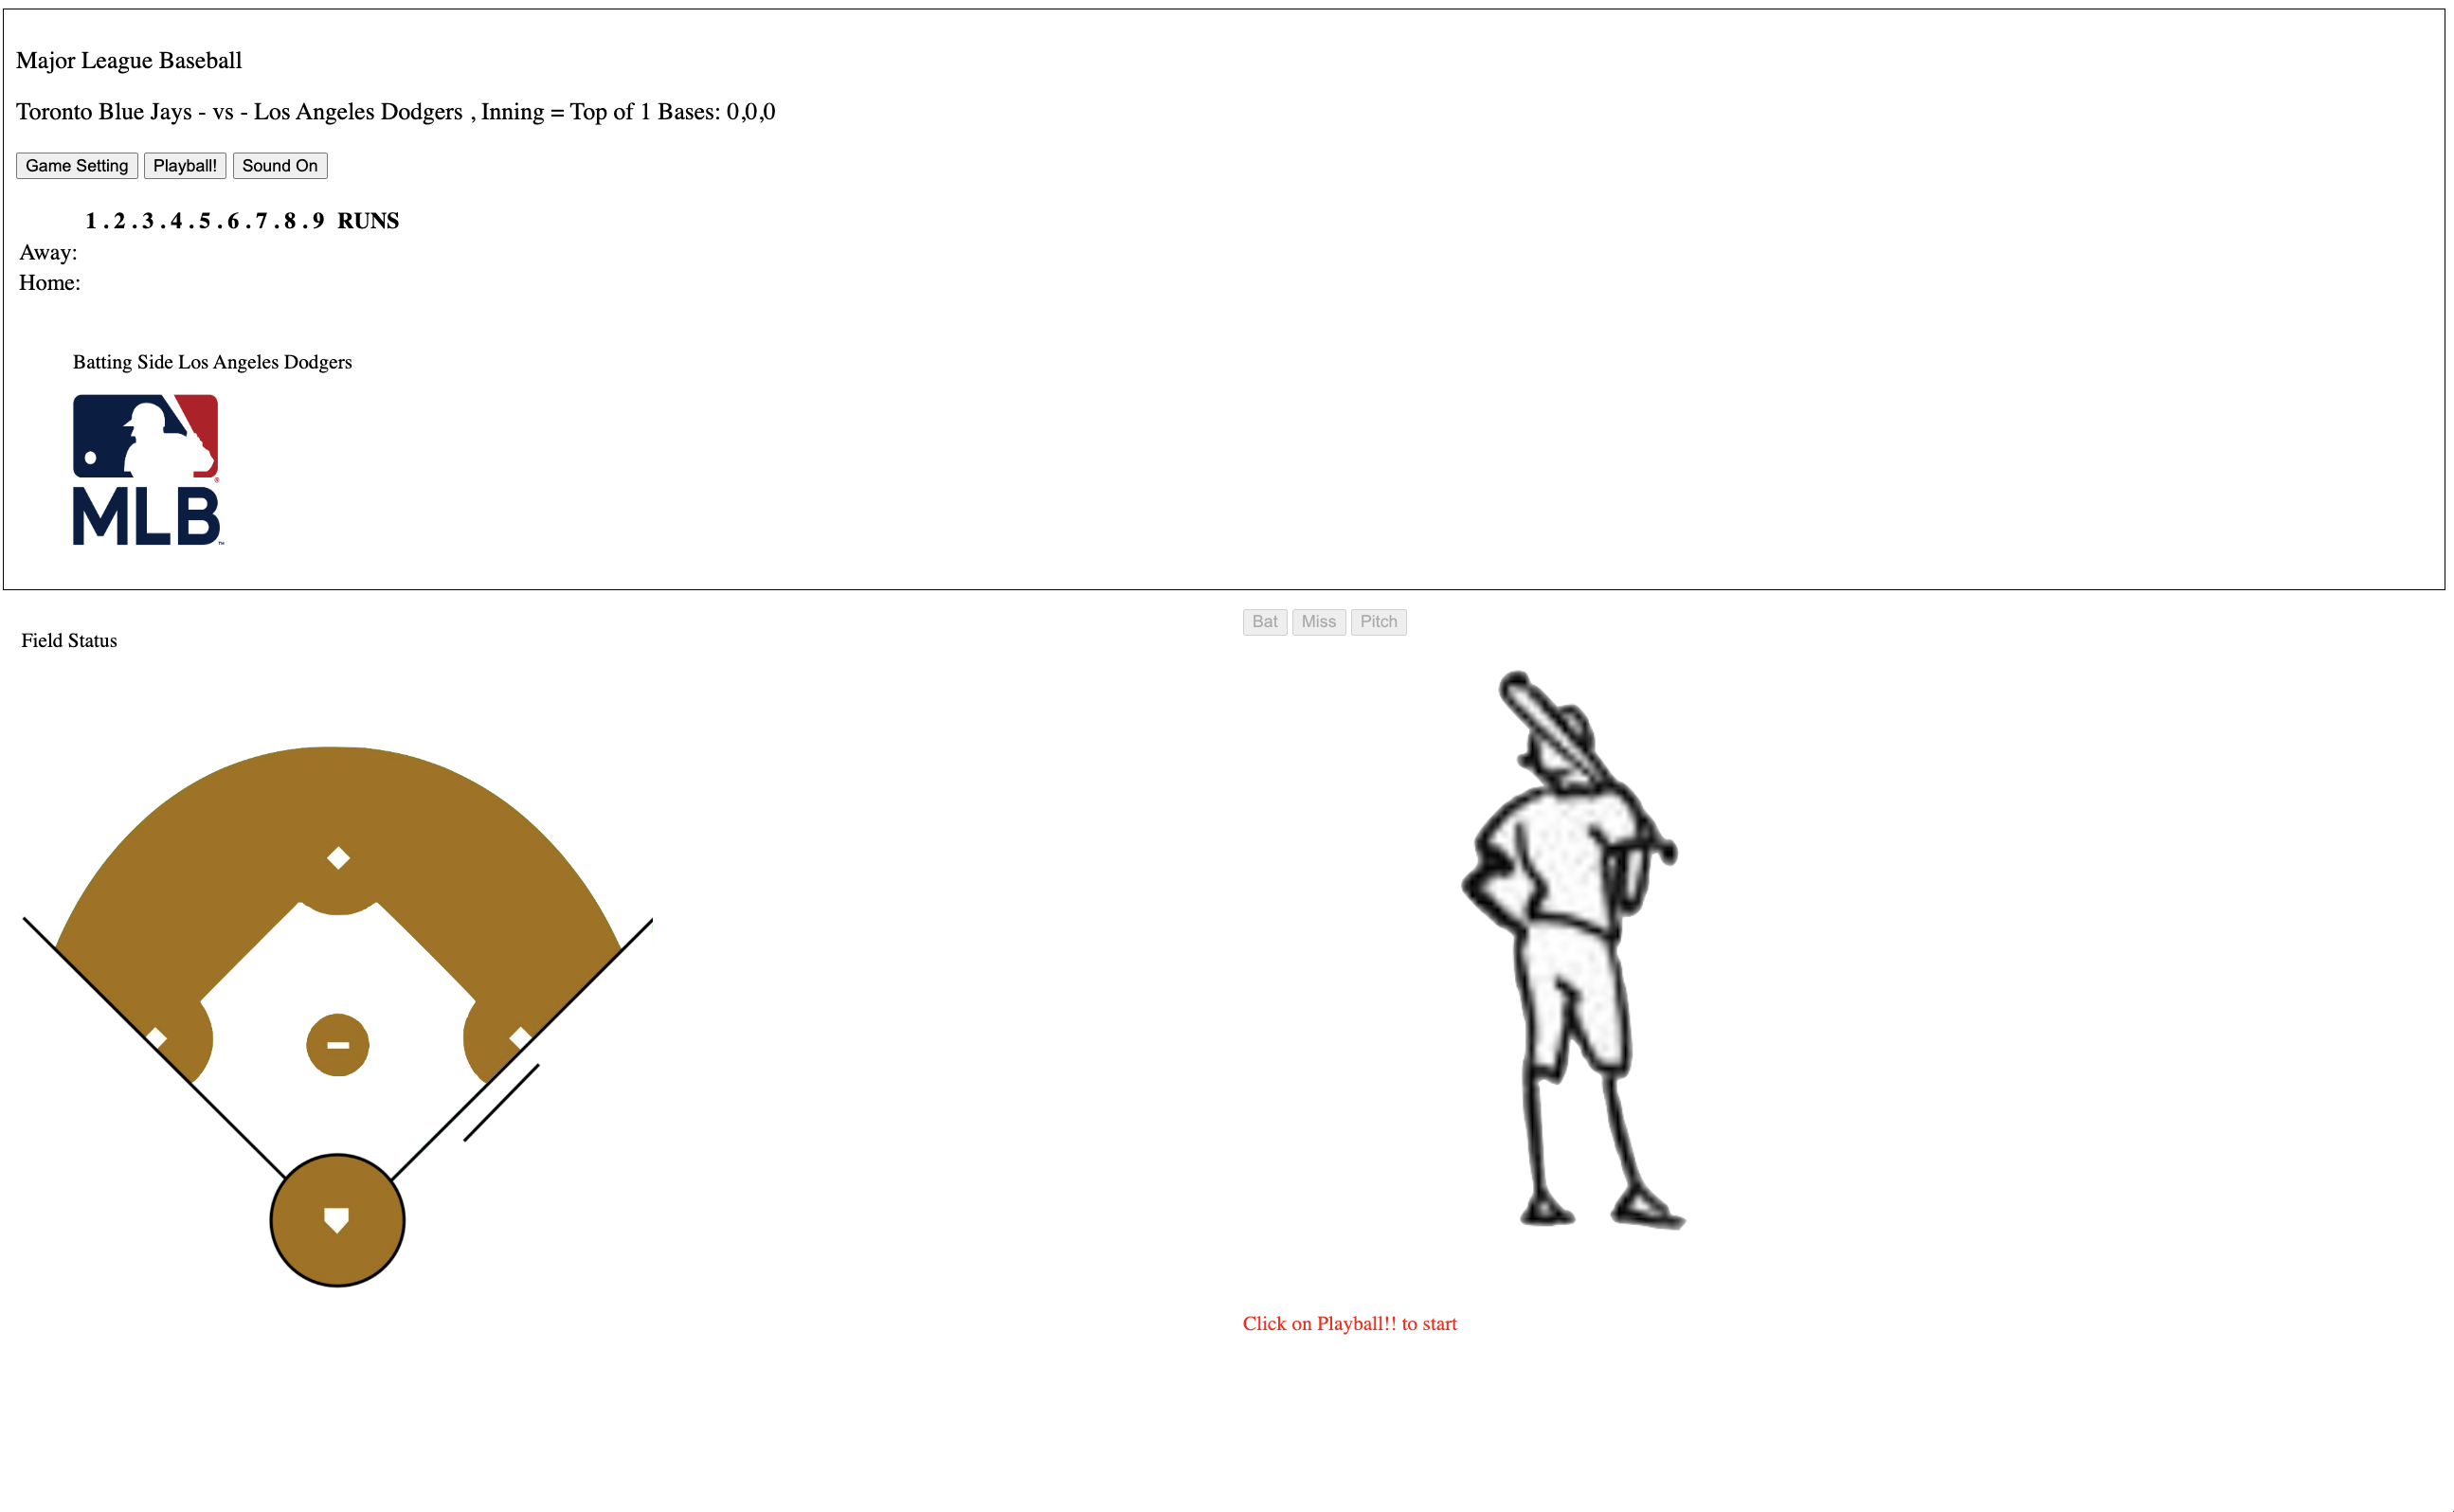 Major League Baseball
Toronto Blue Jays - vs - Los Angeles Dodgers , Inning = Top of 1 Bases: 0,0,0
Game Setting Playball! Sound On
1 . 2 . 3 . 4 . 5 . 6 . 7 . 8 . 9 RUNS
Away:
Home:
Batting Side Los Angeles Dodgers
®
MLB™
Bat Miss Pitch
Field Status
Click on Playball!! to start